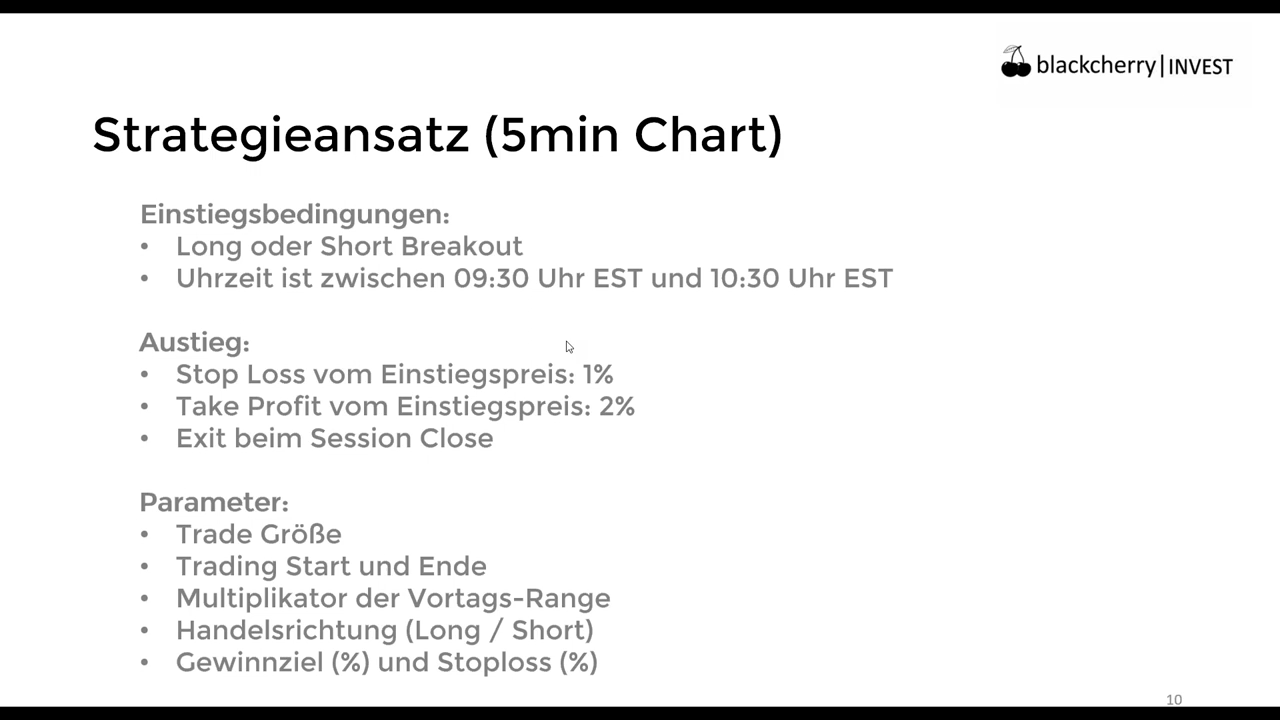 blackcherry|INVEST
Strategieansatz (5min Chart)
Einstiegsbedingungen:
• Long oder Short Breakout
• Uhrzeit ist zwischen 09:30 Uhr EST und 10:30 Uhr EST
Austieg:
• Stop Loss vom Einstiegspreis: 1%
• Take Profit vom Einstiegspreis: 2%
• Exit beim Session Close
Parameter:
• Trade Größe
• Trading Start und Ende
• Multiplikator der Vortags-Range
• Handelsrichtung (Long / Short)
• Gewinnziel (%) und Stoploss (%)
10